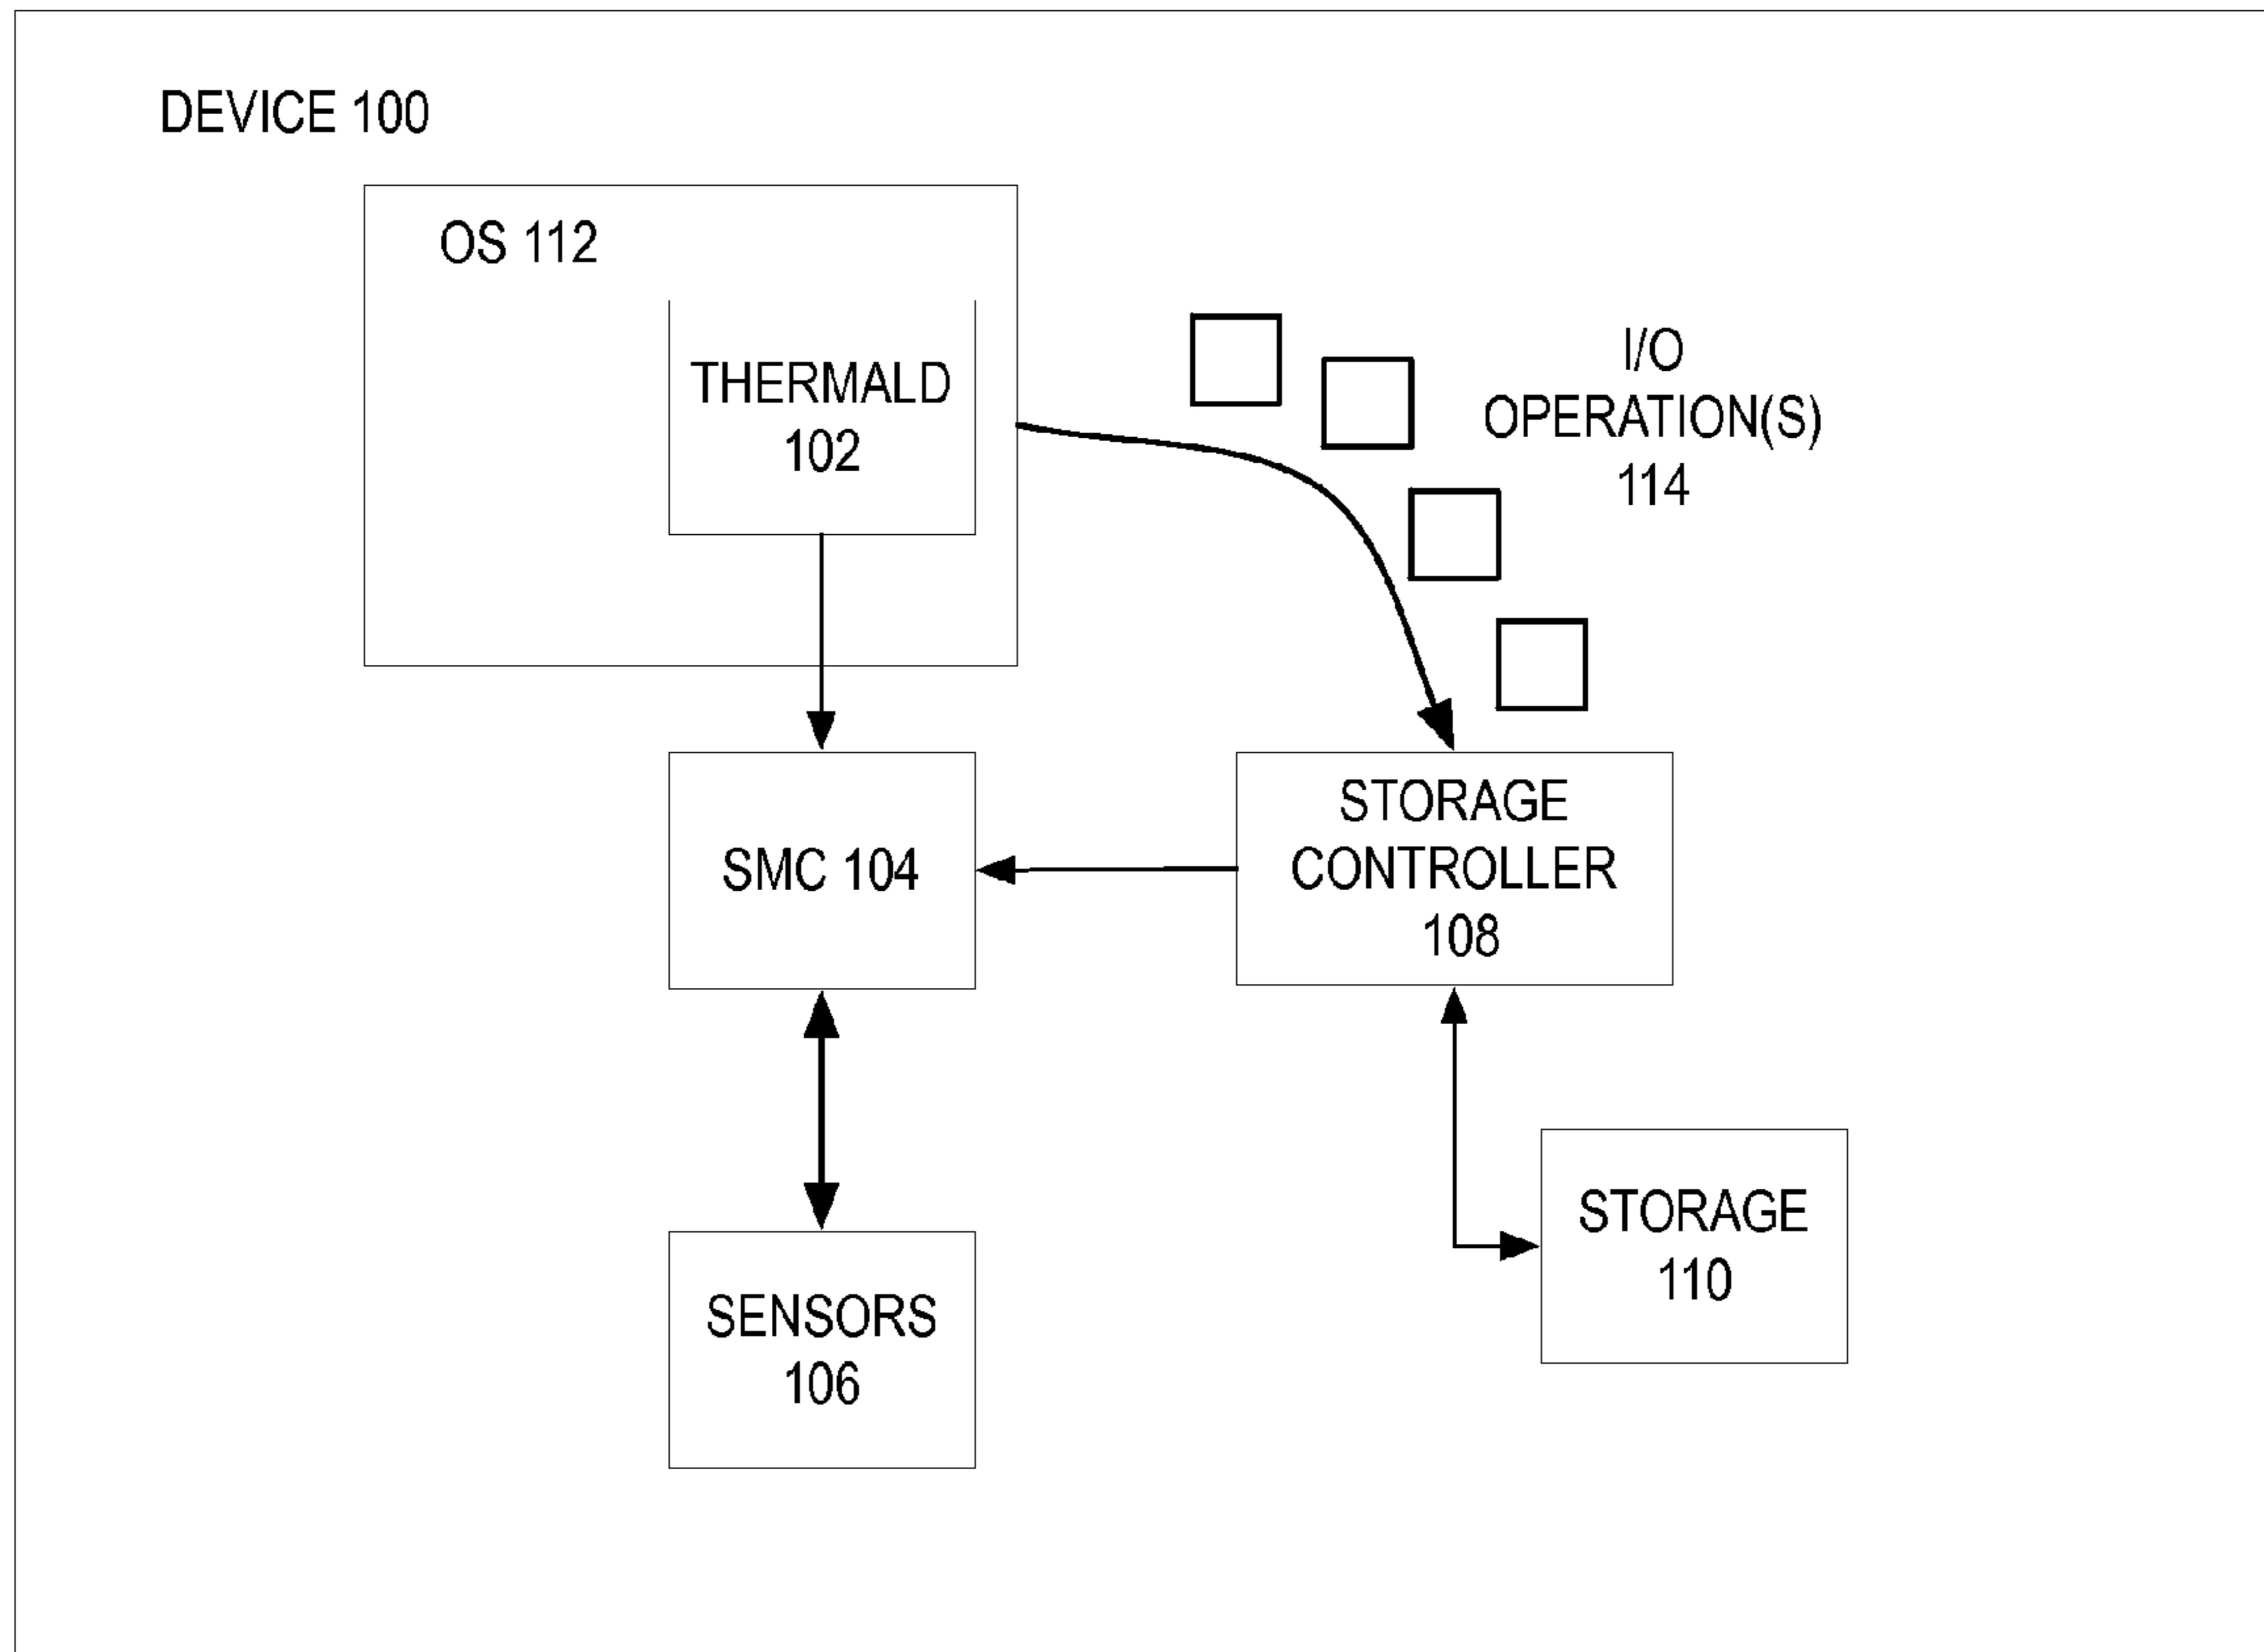 DEVICE 100
OS 112
THERMALD
102
I/O
OPERATION(S)
114
SMC 104
STORAGE
CONTROLLER
108
SENSORS
106
STORAGE
110